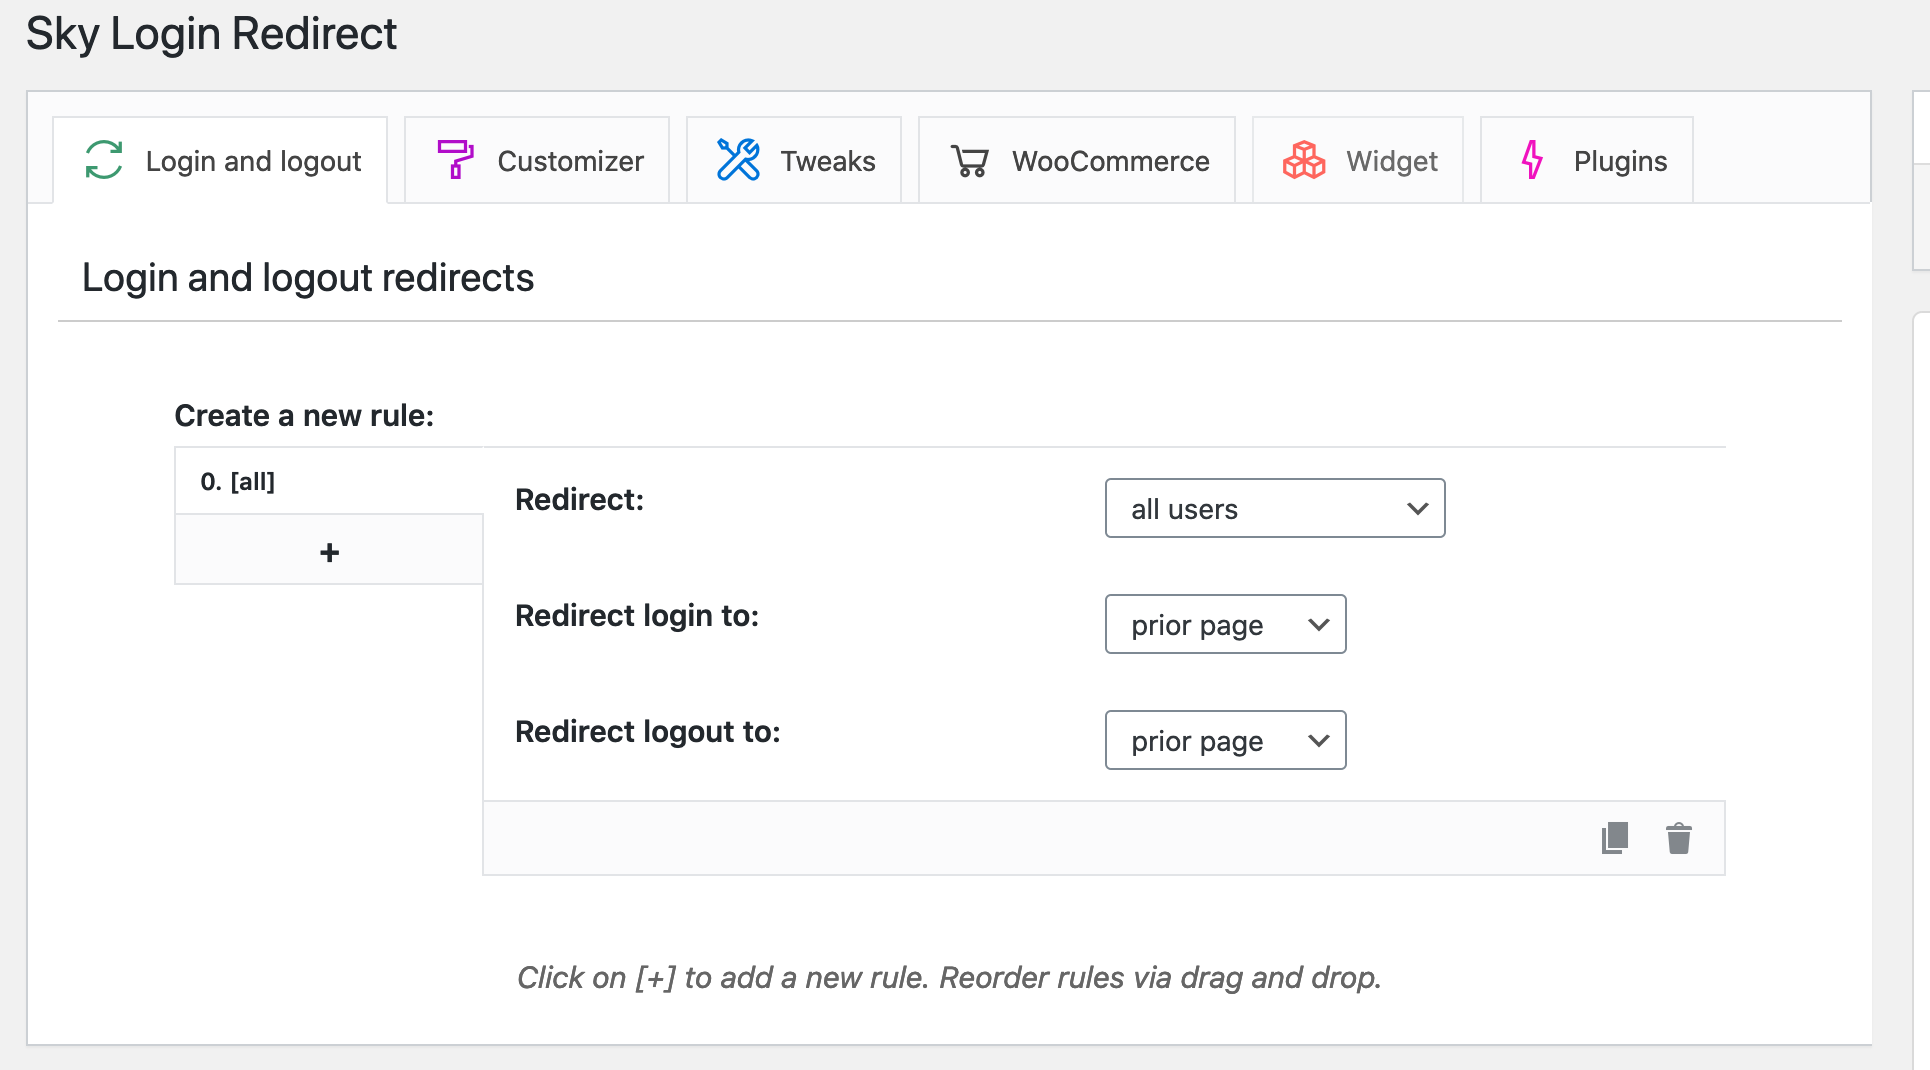 Sky Login Redirect
Login and logout
Customizer
Tweaks
WooCommerce
Widget
Plugins
Login and logout redirects
Create a new rule:
0. [all]
+
Redirect:
all users
Redirect login to:
prior page
Redirect logout to:
prior page
Click on [+] to add a new rule. Reorder rules via drag and drop.